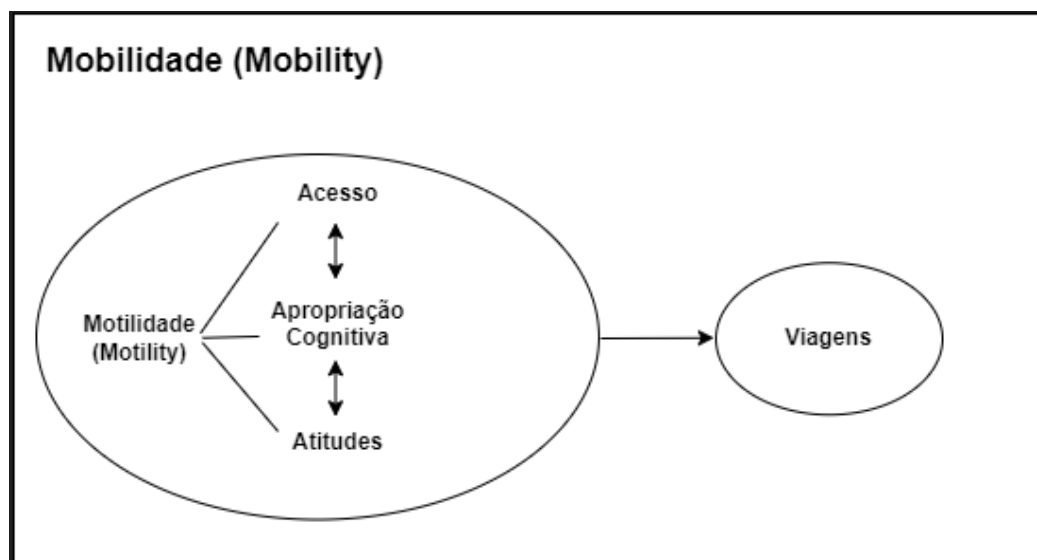 Mobilidade (Mobility)
Acesso
Motilidade
(Motility)
Apropriação
Cognitiva
Atitudes
Viagens